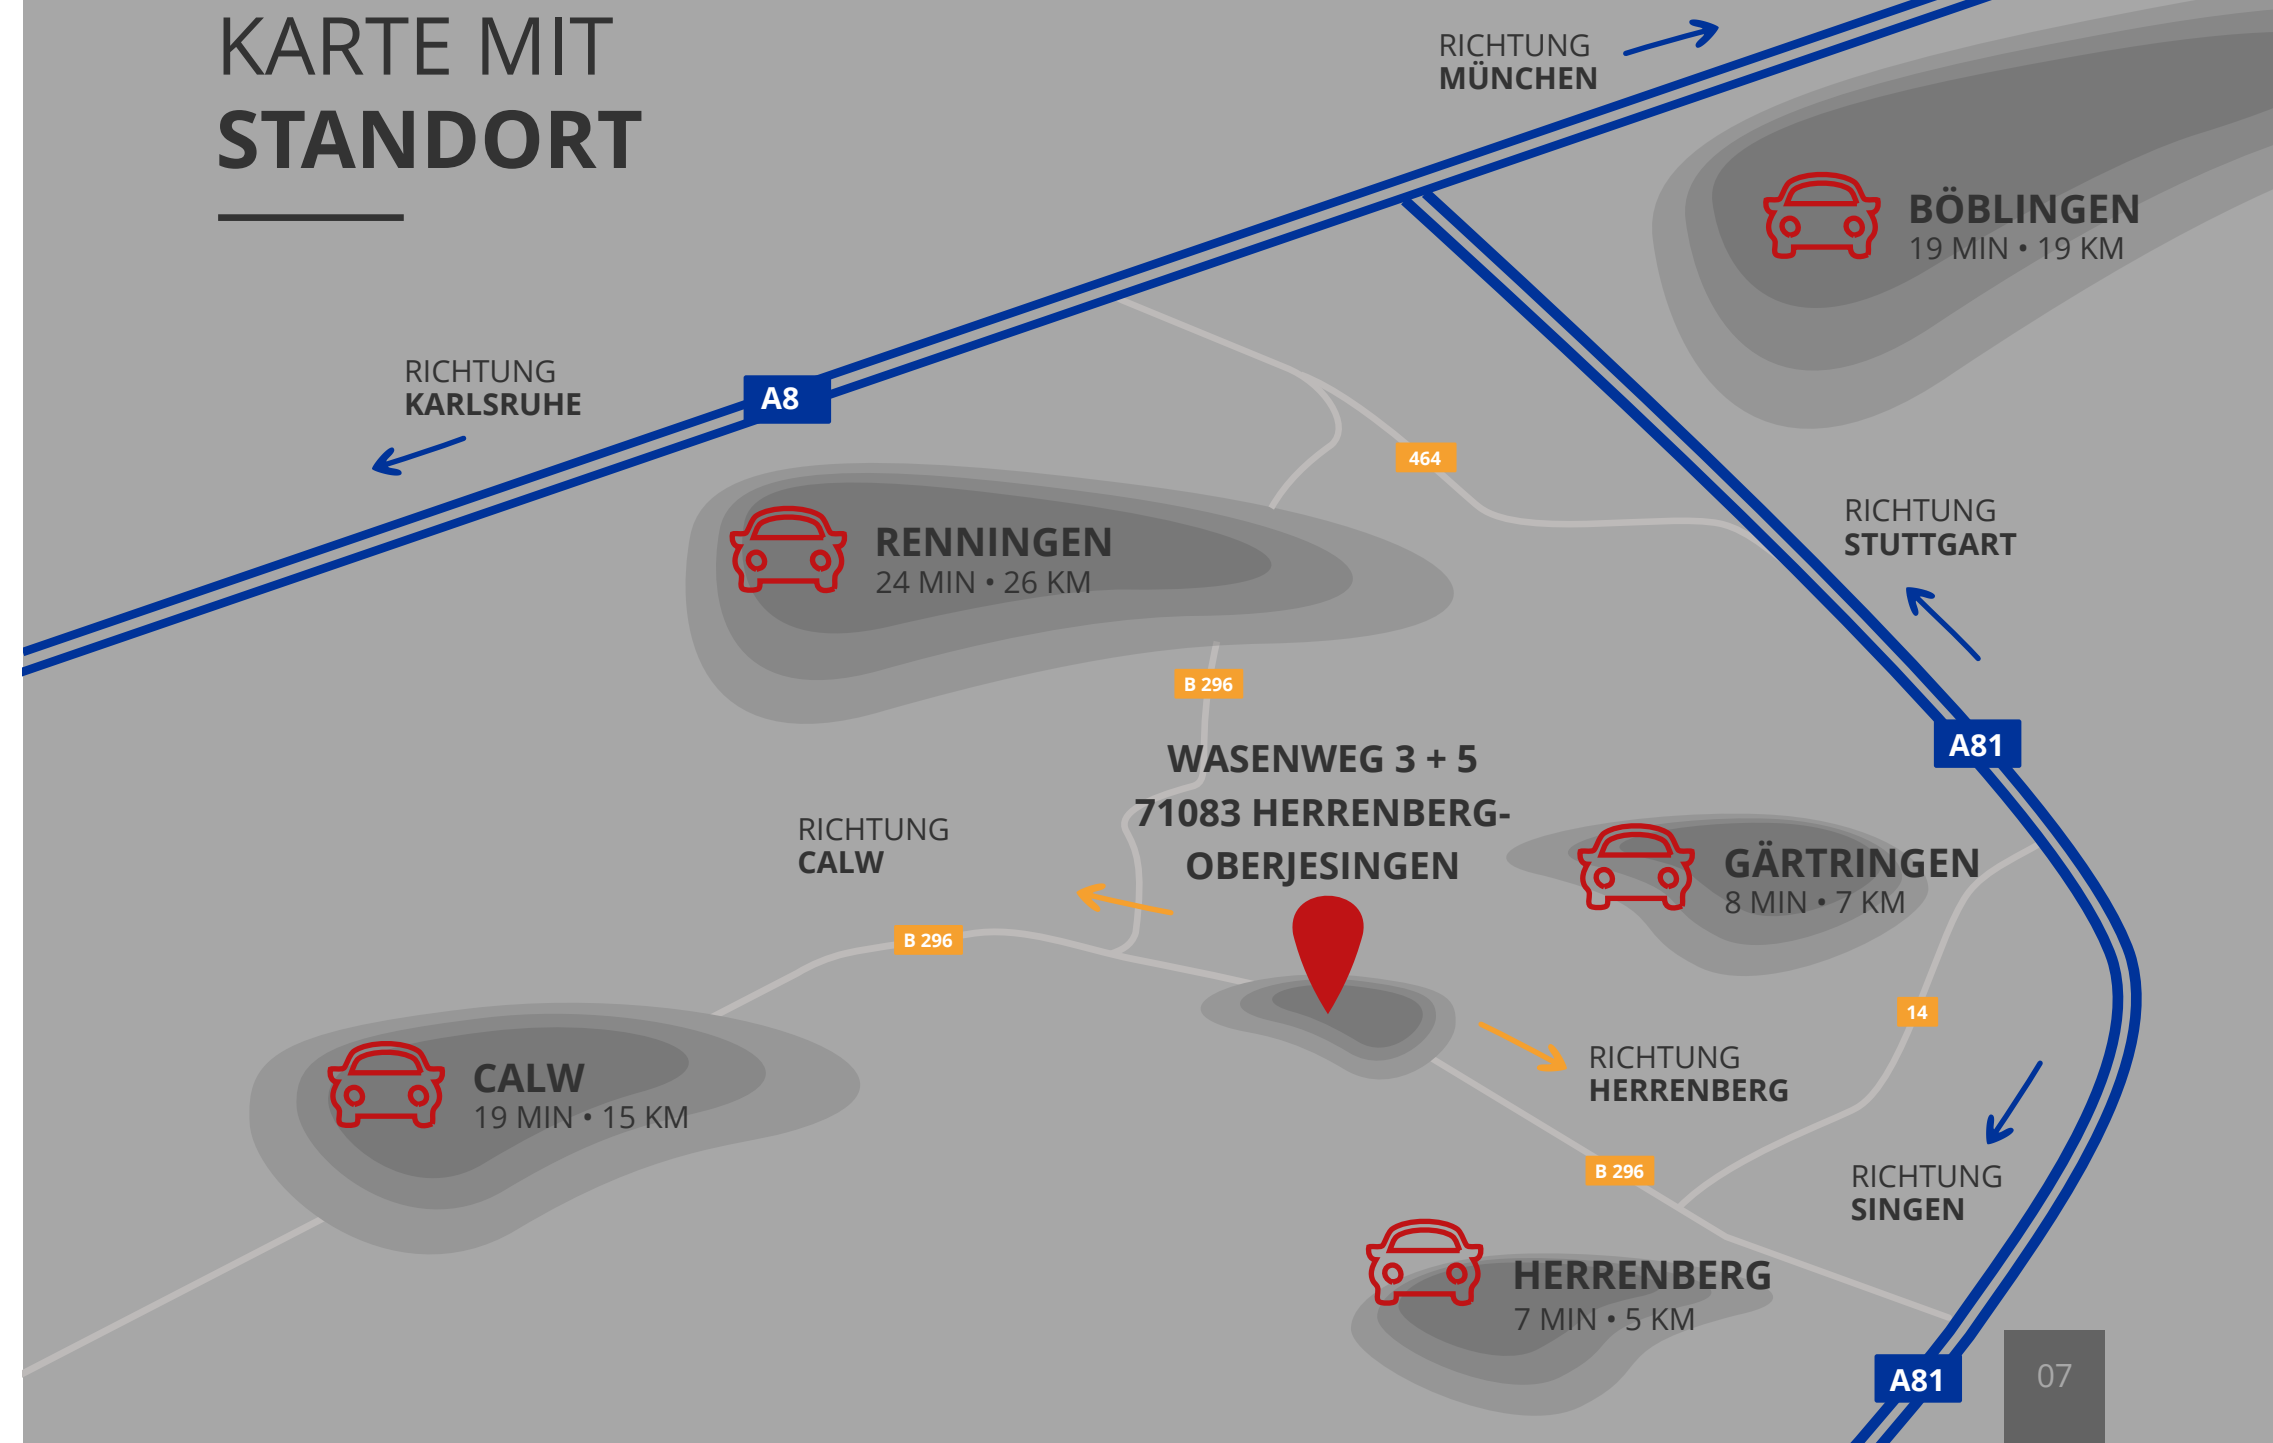 KARTE MIT
STANDORT
RICHTUNG
MÜNCHEN
BÖBLINGEN
19 MIN • 19 KM
RICHTUNG
KARLSRUHE
A8
464
RENNINGEN
24 MIN • 26 KM
RICHTUNG
STUTTGART
B 296
A81
WASENWEG 3 + 5
71083 HERRENBERG-
OBERJESINGEN
RICHTUNG
CALW
GÄRTRINGEN
8 MIN • 7 KM
B 296
14
CALW
19 MIN • 15 KM
RICHTUNG
HERRENBERG
B 296
RICHTUNG
SINGEN
HERRENBERG
7 MIN • 5 KM
A81
07